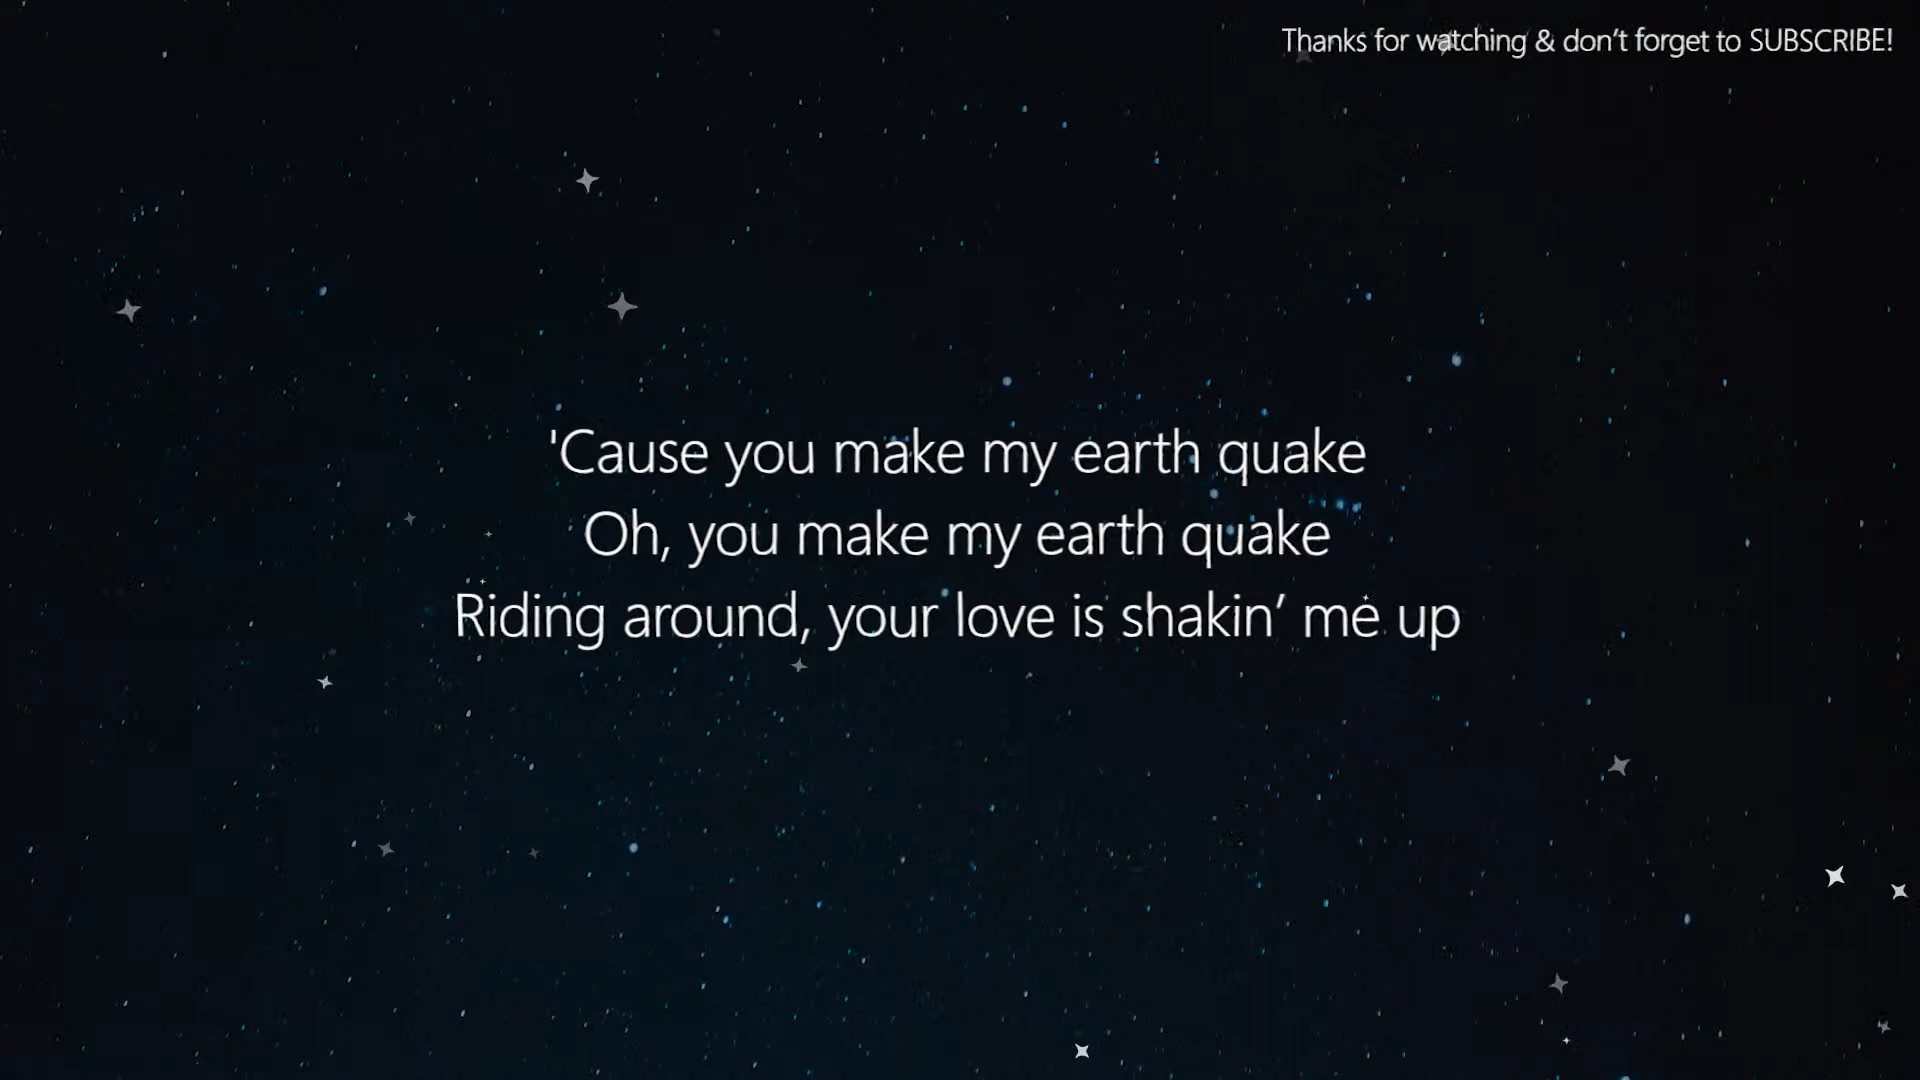 Thanks for watching & don’t forget to SUBSCRIBE!
'Cause you make my earth quake
Oh, you make my earth quake
Riding around, your love is shakin’ me up